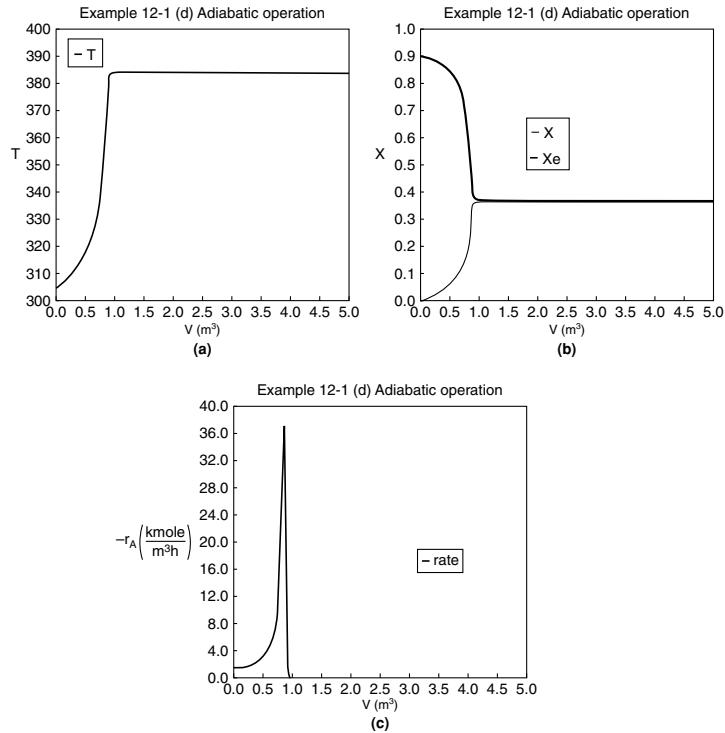 Example 12-1 (d) Adiabatic operation
400
390
380
370
360
350
340
330
320
310
300
T
– T
0.0 0.5 1.0 1.5 2.0 2.5 3.0 3.5 4.0 4.5 5.0
V (m³)
(a)
Example 12-1 (d) Adiabatic operation
1.0
0.9
0.8
0.7
0.6
0.5
0.4
0.3
0.2
0.1
0.0
X
– X
– Xe
0.0 0.5 1.0 1.5 2.0 2.5 3.0 3.5 4.0 4.5 5.0
V (m³)
(b)
Example 12-1 (d) Adiabatic operation
40.0
36.0
32.0
28.0
24.0
20.0
16.0
12.0
8.0
4.0
0.0
–rA (kmole/m³h)
– rate
0.0 0.5 1.0 1.5 2.0 2.5 3.0 3.5 4.0 4.5 5.0
V (m³)
(c)